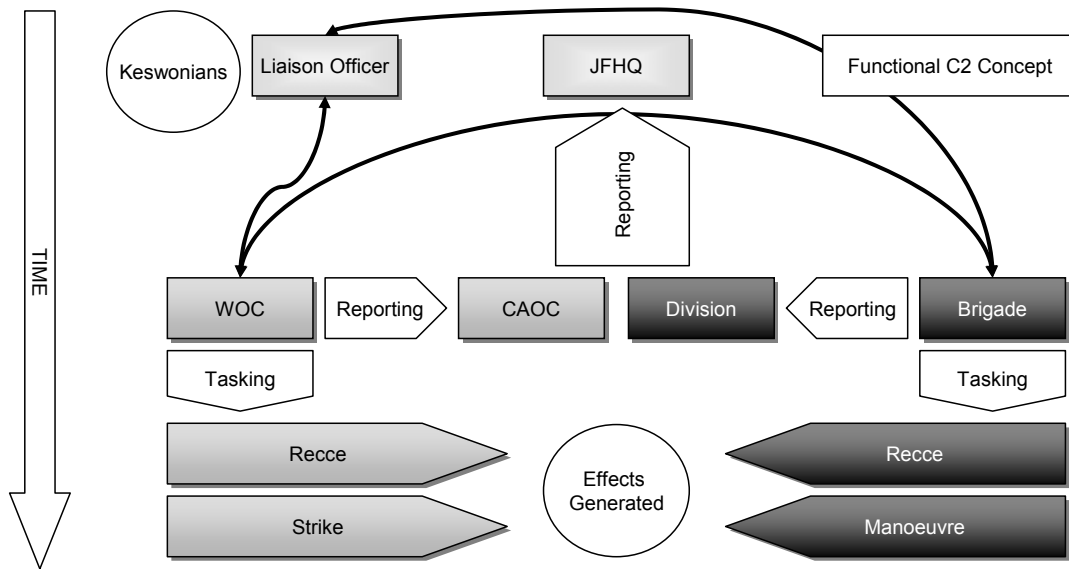 Keswonians
Liaison Officer
JFHQ
Functional C2 Concept
Reporting
TIME
WOC
Reporting
CAOC
Division
Reporting
Brigade
Tasking
Tasking
Recce
Effects
Generated
Recce
Strike
Manoeuvre